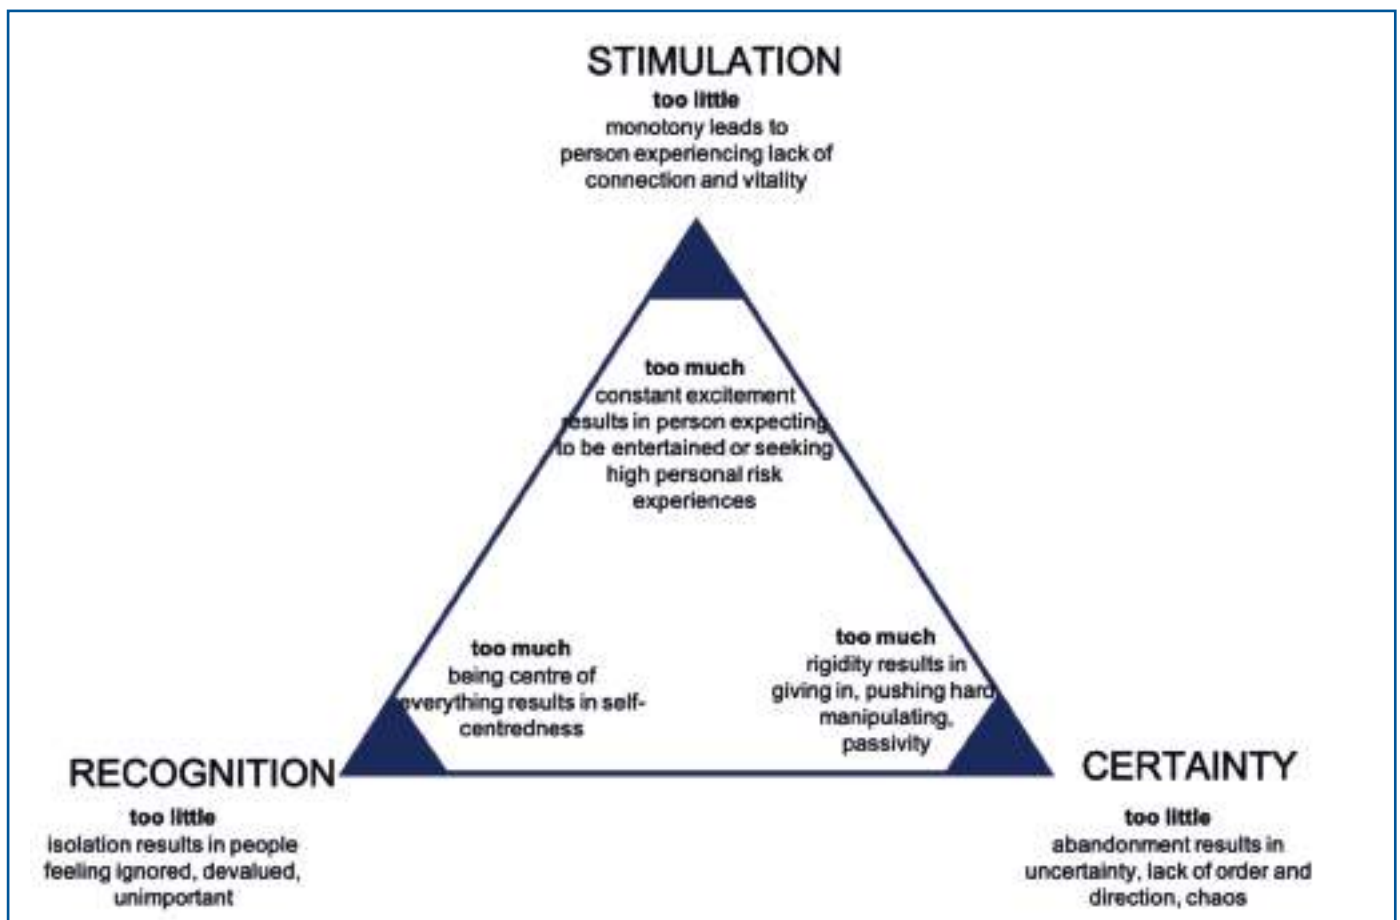 STIMULATION
too little
monotony leads to
person experiencing lack of
connection and vitality
too much
constant excitement
results in person expecting
to be entertained or seeking
high personal risk
experiences
too much
being centre of
everything results in self-
centredness
too much
rigidity results in
giving in, pushing hard
manipulating,
passivity
RECOGNITION
too little
isolation results in people
feeling ignored, devalued,
unimportant
CERTAINTY
too little
abandonment results in
uncertainty, lack of order and
direction, chaos